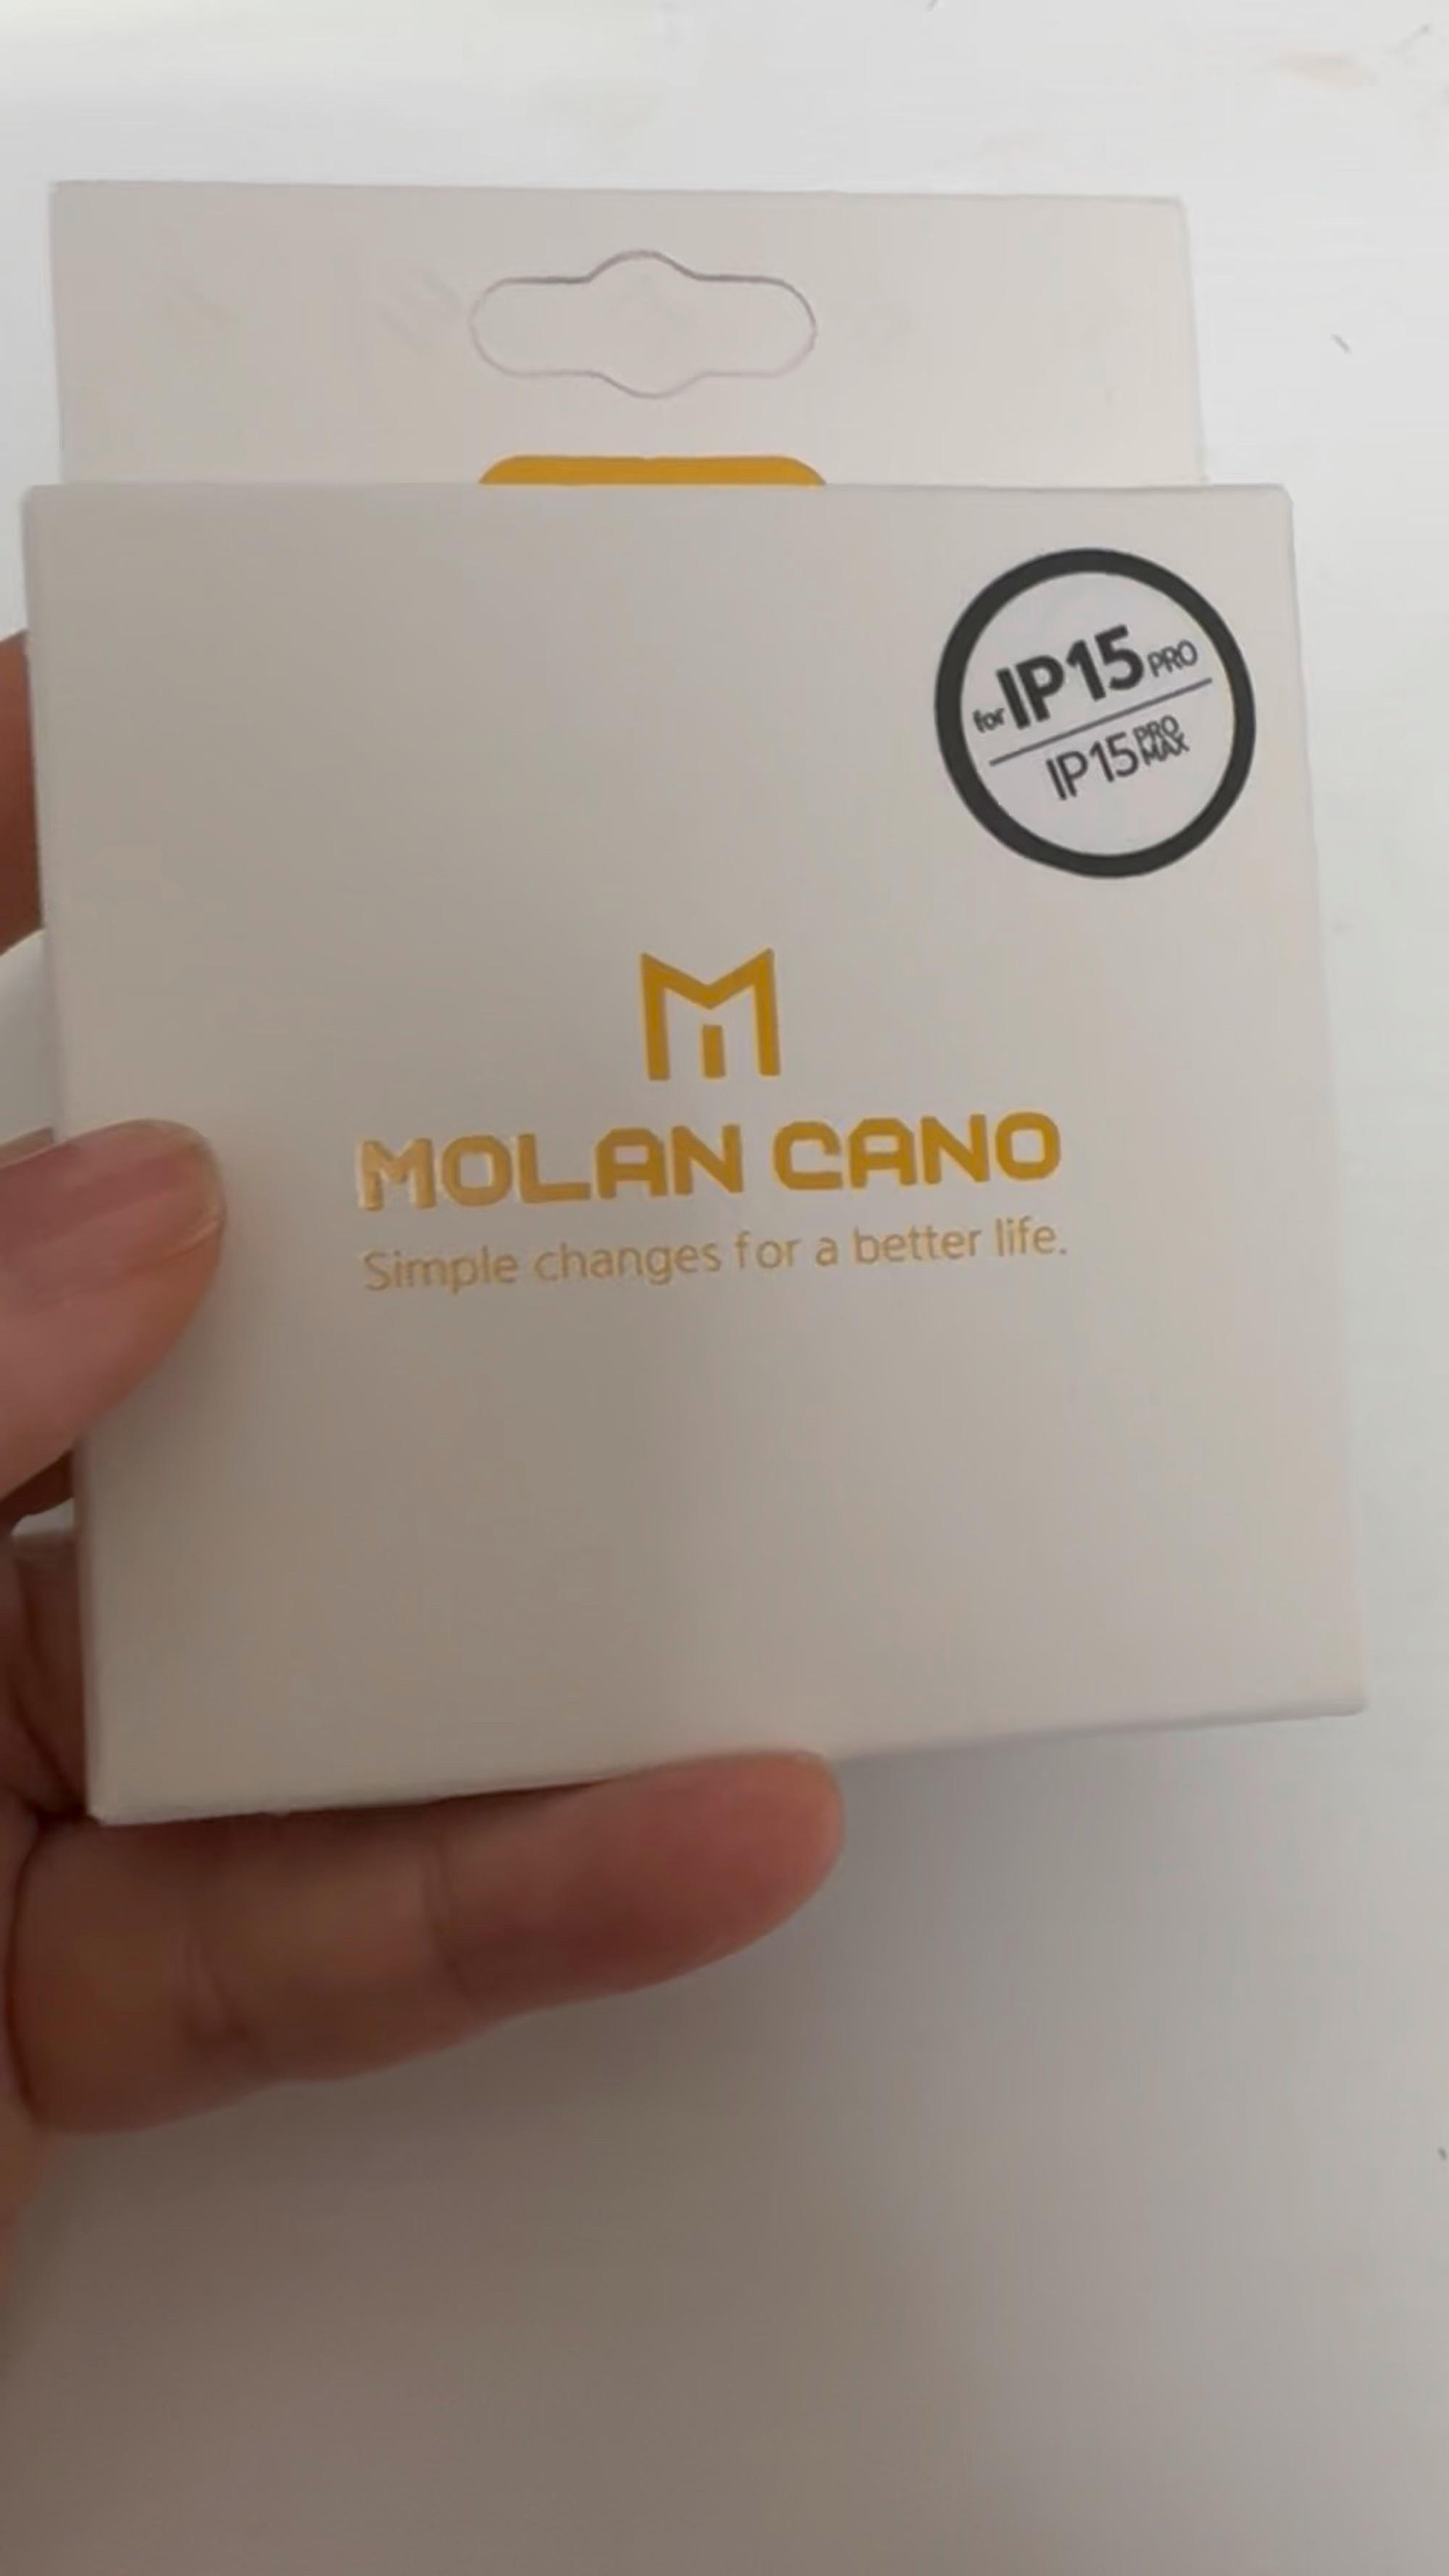 for IP15 PRO
IP15 PRO MAX
MOLAN CANO
Simple changes for a better life.